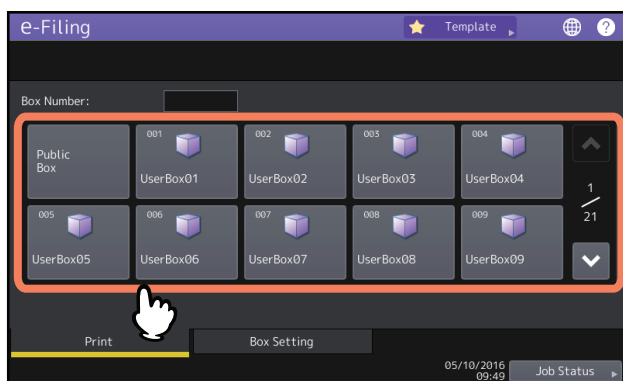 e-Filing
Template
?
Box Number:
Public
Box
001
UserBox01
002
UserBox02
003
UserBox03
004
UserBox04
1
21
005
UserBox05
006
UserBox06
007
UserBox07
008
UserBox08
009
UserBox09
Print
Box Setting
05/10/2016
09:49
Job Status